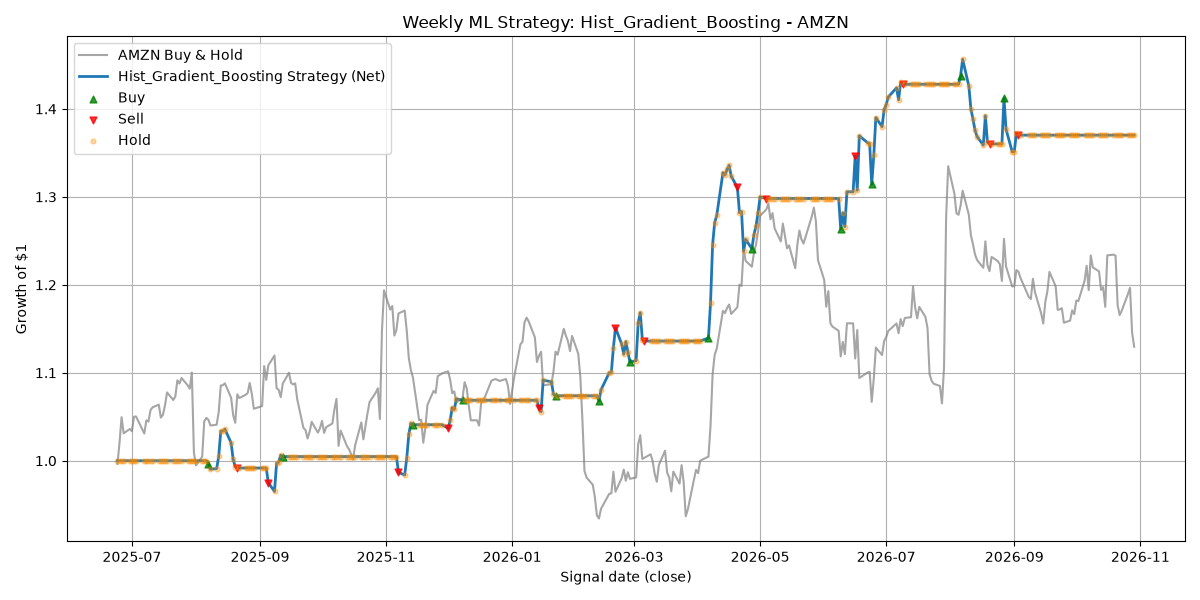 Weekly ML Strategy: Hist_Gradient_Boosting - AMZN
AMZN Buy & Hold
Hist_Gradient_Boosting Strategy (Net)
Buy
Sell
Hold
Growth of $1
1.4
1.3
1.2
1.1
1.0
2025-07
2025-09
2025-11
2026-01
2026-03
2026-05
2026-07
2026-09
2026-11
Signal date (close)